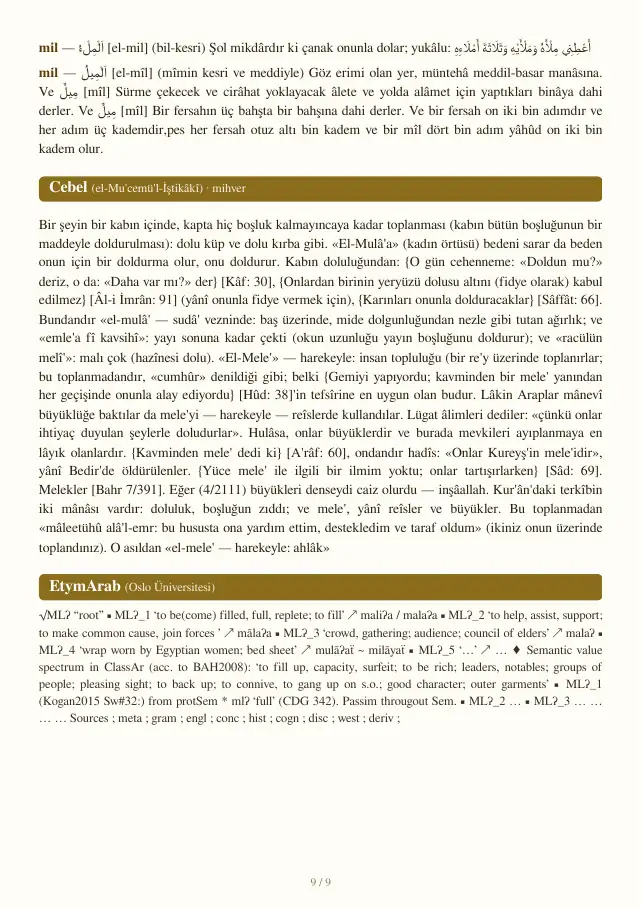 mil — اَلْمِلْءُ [el-mil] (bil-kesri) Şol mikdârdır ki çanak onunla dolar; yukâlu: أَعْطِنِي مِلْأَهُ وَمَلْأَيْهِ وَثَلَاثَةَ أَمْلَاءِهِ
mil — اَلْمِيلُ [el-mîl] (mîmin kesri ve meddiyle) Göz erimi olan yer, müntehâ meddil-basar manâsına.
Ve مِيلٌ [mîl] Sürme çekecek ve cirâhat yoklayacak âlete ve yolda alâmet için yaptıkları binâya dahi
derler. Ve مِيلٌ [mîl] Bir fersahın üç bahşta bir bahşına dahi derler. Ve bir fersah on iki bin adımdır ve
her adım üç kademdir,pes her fersah otuz altı bin kadem ve bir mîl dört bin adım yâhûd on iki bin
kadem olur.
Cebel (el-Mu'cemü'l-İştikâkî) · mihver
Bir şeyin bir kabın içinde, kapta hiç boşluk kalmayıncaya kadar toplanması (kabın bütün boşluğunun bir
maddeyle doldurulması): dolu küp ve dolu kırba gibi. «El-Mulâ'a» (kadın örtüsü) bedeni sarar da beden
onun için bir doldurma olur, onu doldurur. Kabın doluluğundan: {O gün cehenneme: «Doldun mu?»
deriz, o da: «Daha var mı?» der} [Kâf: 30], {Onlardan birinin yeryüzü dolusu altını (fidye olarak) kabul
edilmez} [Âl-i İmrân: 91] (yânî onunla fidye vermek için), {Karınları onunla dolduracaklar} [Sâffât: 66].
Bundandır «el-mulâ' — sudâ' vezninde: baş üzerinde, mide dolgunluğundan nezle gibi tutan ağırlık; ve
«emle'a fî kavsihî»: yayı sonuna kadar çekti (okun uzunluğu yayın boşluğunu doldurur); ve «racülün
melî'»: malı çok (hazînesi dolu). «El-Mele'» — harekeyle: insan topluluğu (bir re'y üzerinde toplanırlar;
bu toplanmadandır, «cumhûr» denildiği gibi; belki {Gemiyi yapıyordu; kavminden bir mele' yanından
her geçişinde onunla alay ediyordu} [Hûd: 38]'in tefsîrine en uygun olan budur. Lâkin Araplar mânevî
büyüklüğe baktılar da mele'yi — harekeyle — reîslerde kullandılar. Lügat âlimleri dediler: «çünkü onlar
ihtiyaç duyulan şeylerle doludurlar». Hulâsa, onlar büyüklerdir ve burada mevkileri ayıplanmaya en
lâyık olanlardır. {Kavminden mele' dedi ki} [A'râf: 60], ondandır hadîs: «Onlar Kureyş'in mele'idir»,
yânî Bedir'de öldürülenler. {Yüce mele' ile ilgili bir ilmim yoktu; onlar tartışırlarken} [Sâd: 69].
Melekler [Bahr 7/391]. Eğer (4/2111) büyükleri denseydi caiz olurdu — inşâallah. Kur'ân'daki terkîbin
iki mânâsı vardır: doluluk, boşluğun zıddı; ve mele', yânî reîsler ve büyükler. Bu toplanmadan
«mâleetühû alâ'l-emr: bu hususta ona yardım ettim, destekledim ve taraf oldum» (ikiniz onun üzerinde
toplandınız). O asıldan «el-mele' — harekeyle: ahlâk»
EtymArab (Oslo Üniversitesi)
√MLʔ “root” ▪ MLʔ_1 ‘to be(come) filled, full, replete; to fill’ ↗ maliʔa / malaʔa ▪ MLʔ_2 ‘to help, assist, support;
to make common cause, join forces ’ ↗ mālaʔa ▪ MLʔ_3 ‘crowd, gathering; audience; council of elders’ ↗ malaʔ ▪
MLʔ_4 ‘wrap worn by Egyptian women; bed sheet’ ↗ mulāʔaẗ ~ milāyaẗ ▪ MLʔ_5 ‘…’ ↗ … ♦ Semantic value
spectrum in ClassAr (acc. to BAH2008): ‘to fill up, capacity, surfeit; to be rich; leaders, notables; groups of
people; pleasing sight; to back up; to connive, to gang up on s.o.; good character; outer garments’ ▪ MLʔ_1
(Kogan2015 Sw#32:) from protSem * mlʔ ‘full’ (CDG 342). Passim througout Sem. ▪ MLʔ_2 … ▪ MLʔ_3 … …
… … Sources ; meta ; gram ; engl ; conc ; hist ; cogn ; disc ; west ; deriv ;
9 / 9